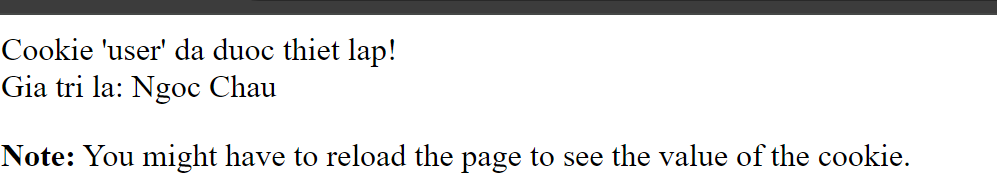 Cookie 'user' da duoc thiet lap!
Gia tri la: Ngoc Chau
Note: You might have to reload the page to see the value of the cookie.